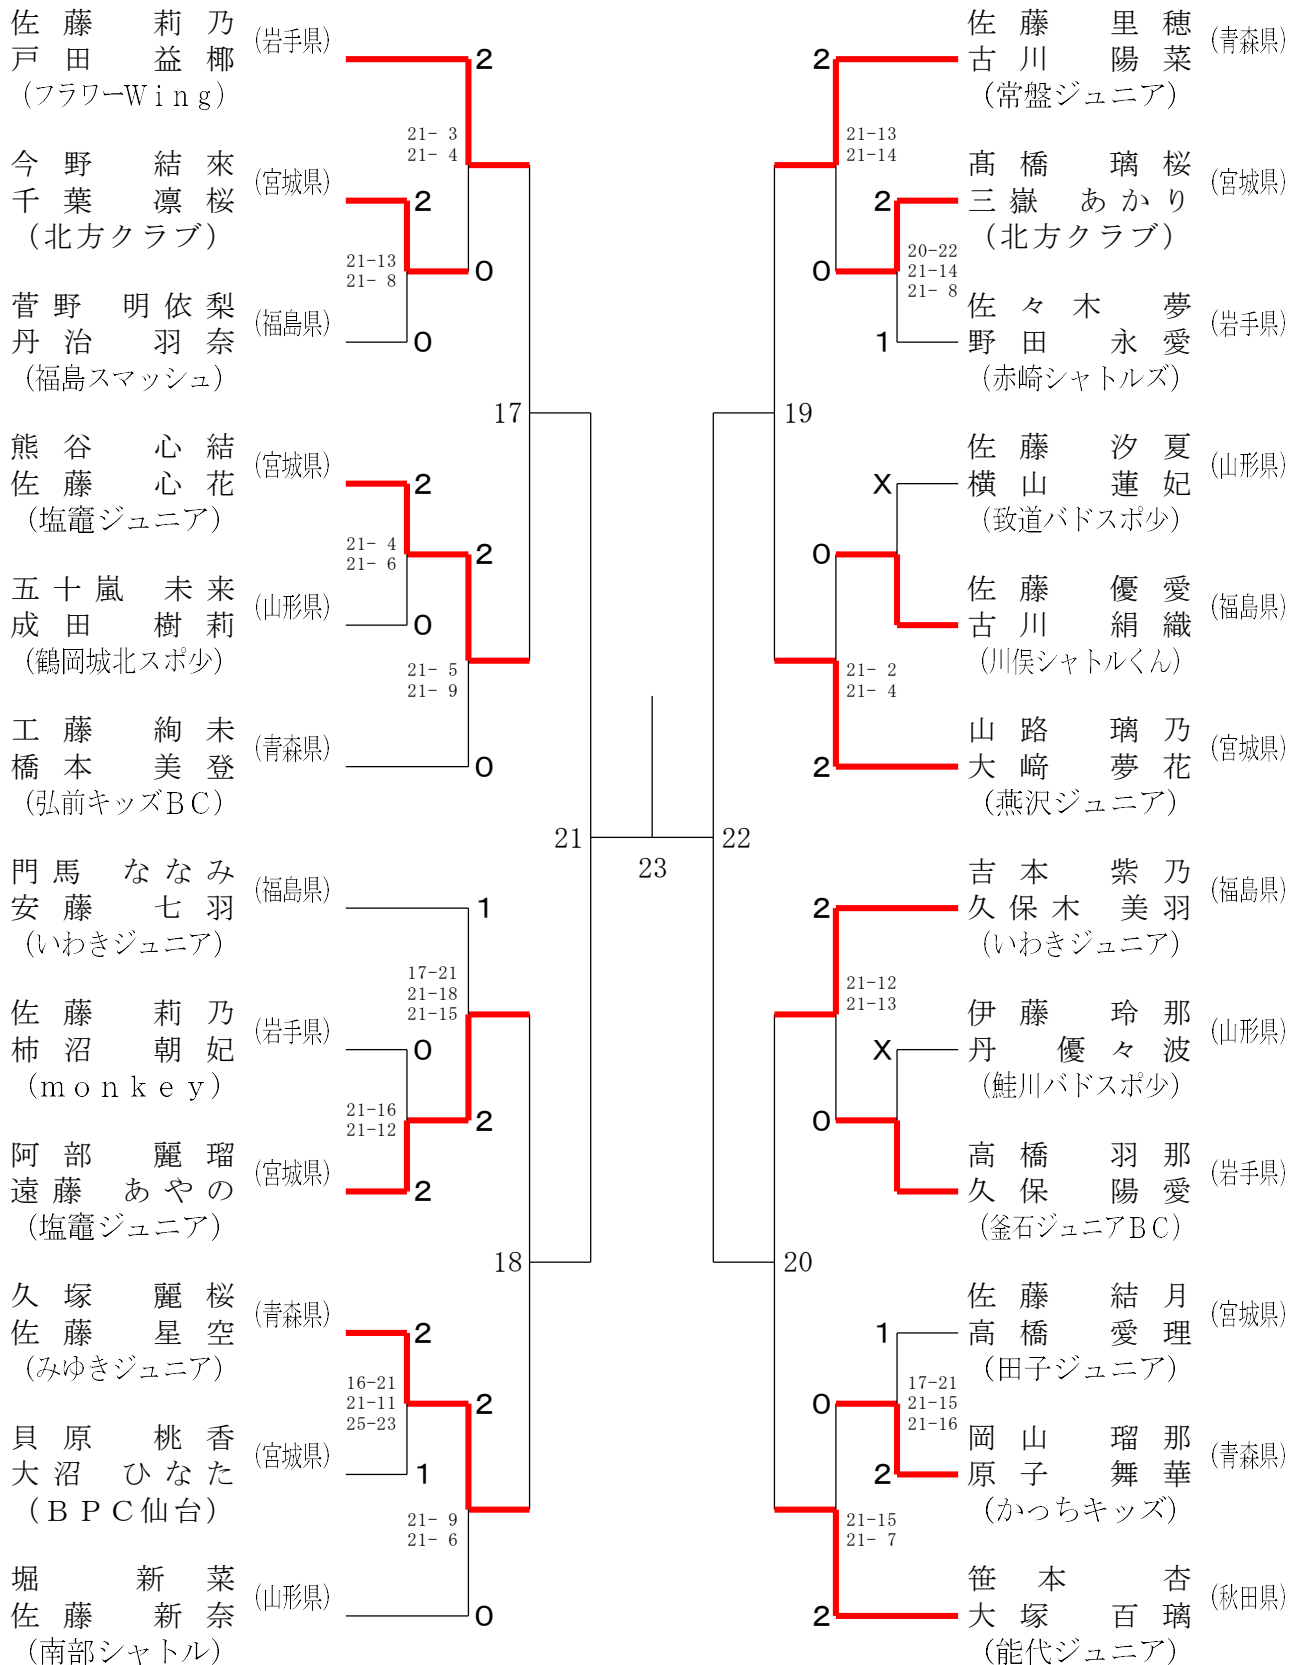 佐藤 莉乃
戸田 益椰
(フラワーWing)
(岩手県)
2
21- 3
21- 4
今野 結來
千葉 凛桜
(北方クラブ)
(宮城県)
2
21-13
21- 8
0
菅野 明依梨
丹治 羽奈
(福島スマッシュ)
(福島県)
0
17
熊谷 心結
佐藤 心花
(塩竈ジュニア)
(宮城県)
2
21- 4
21- 6
2
五十嵐 未来
成田 樹莉
(鶴岡城北スポ少)
(山形県)
0
21- 5
21- 9
工藤 絢未
橋本 美登
(弘前キッズBC)
(青森県)
0
21
門馬 ななみ
安藤 七羽
(いわきジュニア)
(福島県)
1
17-21
21-18
21-15
佐藤 莉乃
柿沼 朝妃
(monkey)
(岩手県)
0
21-16
21-12
2
阿部 麗瑠
遠藤 あやの
(塩竈ジュニア)
(宮城県)
2
18
久塚 麗桜
佐藤 星空
(みゆきジュニア)
(青森県)
2
16-21
21-11
25-23
2
貝原 桃香
大沼 ひなた
(BPC仙台)
(宮城県)
1
21- 9
21- 6
堀 新菜
佐藤 新奈
(南部シャトル)
(山形県)
0
23
佐藤 里穂
古川 陽菜
(常盤ジュニア)
(青森県)
2
21-13
21-14
髙橋 璃桜
三嶽 あかり
(北方クラブ)
(宮城県)
2
20-22
21-14
21- 8
0
佐々木 夢
野田 永愛
(赤崎シャトルズ)
(岩手県)
1
19
佐藤 汐夏
横山 蓮妃
(致道バドスポ少)
(山形県)
X
0
佐藤 優愛
古川 絹織
(川俣シャトルくん)
(福島県)
21- 2
21- 4
山路 璃乃
大﨑 夢花
(燕沢ジュニア)
(宮城県)
2
22
吉本 紫乃
久保木 美羽
(いわきジュニア)
(福島県)
2
21-12
21-13
伊藤 玲那
丹 優々波
(鮭川バドスポ少)
(山形県)
X
0
高橋 羽那
久保 陽愛
(釜石ジュニアBC)
(岩手県)
20
佐藤 結月
高橋 愛理
(田子ジュニア)
(宮城県)
1
17-21
21-15
21-16
0
岡山 瑠那
原子 舞華
(かっちキッズ)
(青森県)
2
21-15
21- 7
笹本 杏
大塚 百璃
(能代ジュニア)
(秋田県)
2